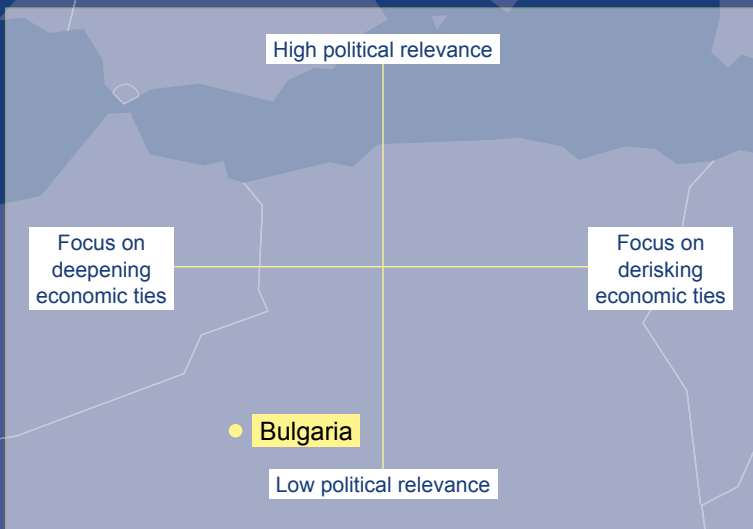 High political relevance
Focus on
deepening
economic ties
Focus on
derisking
economic ties
Bulgaria
Low political relevance